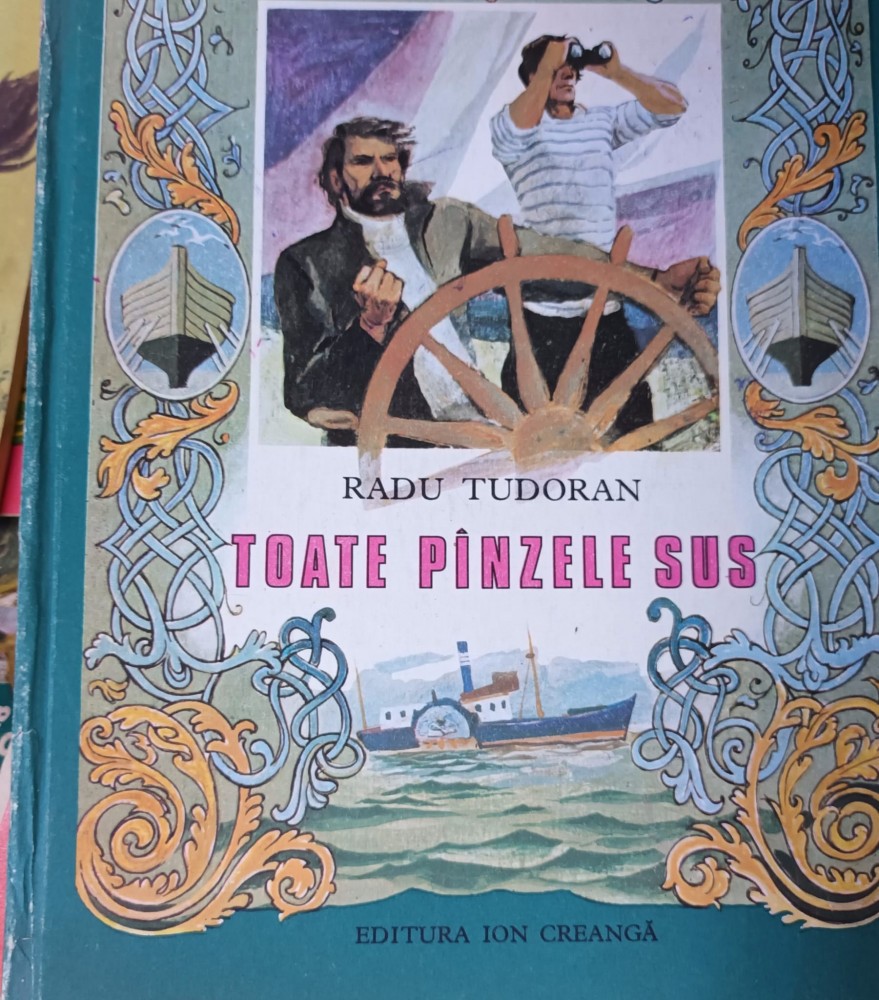 RADU TUDORAN
TOATE PÎNZELE SUS
EDITURA ION CREANGĂ